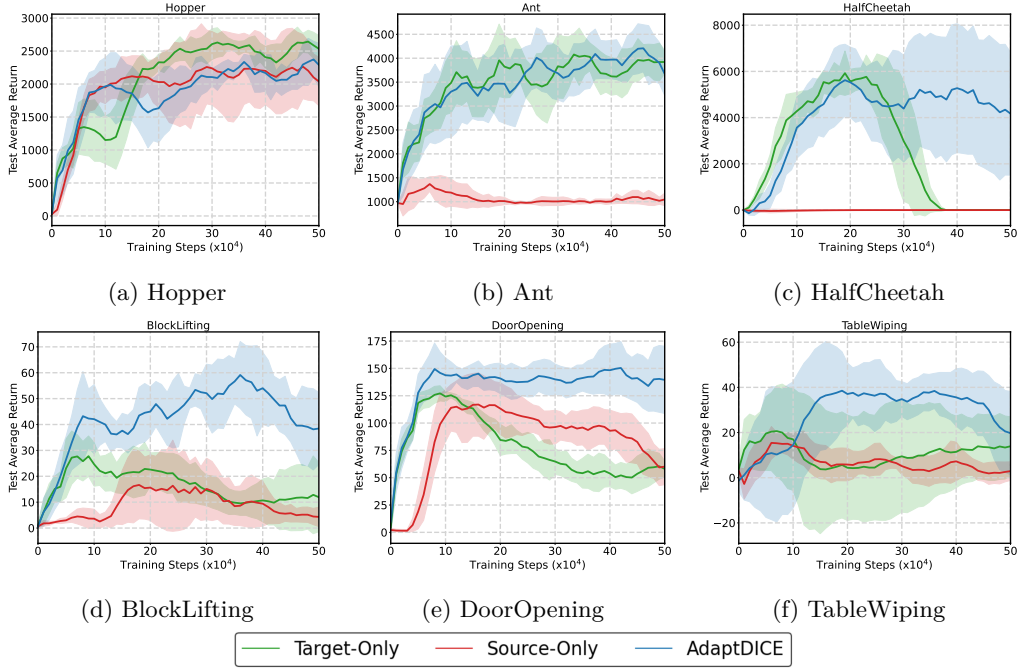 Hopper
Test Average Return
3000
2500
2000
1500
1000
500
0
0 10 20 30 40 50
Training Steps (x10⁴)
(a) Hopper
Ant
Test Average Return
4500
4000
3500
3000
2500
2000
1500
1000
0 10 20 30 40 50
Training Steps (x10⁴)
(b) Ant
HalfCheetah
Test Average Return
8000
6000
4000
2000
0
0 10 20 30 40 50
Training Steps (x10⁴)
(c) HalfCheetah
BlockLifting
Test Average Return
70
60
50
40
30
20
10
0
0 10 20 30 40 50
Training Steps (x10⁴)
(d) BlockLifting
DoorOpening
Test Average Return
175
150
125
100
75
50
25
0
0 10 20 30 40 50
Training Steps (x10⁴)
(e) DoorOpening
TableWiping
Test Average Return
60
40
20
0
−20
0 10 20 30 40 50
Training Steps (x10⁴)
(f) TableWiping
Target-Only Source-Only AdaptDICE